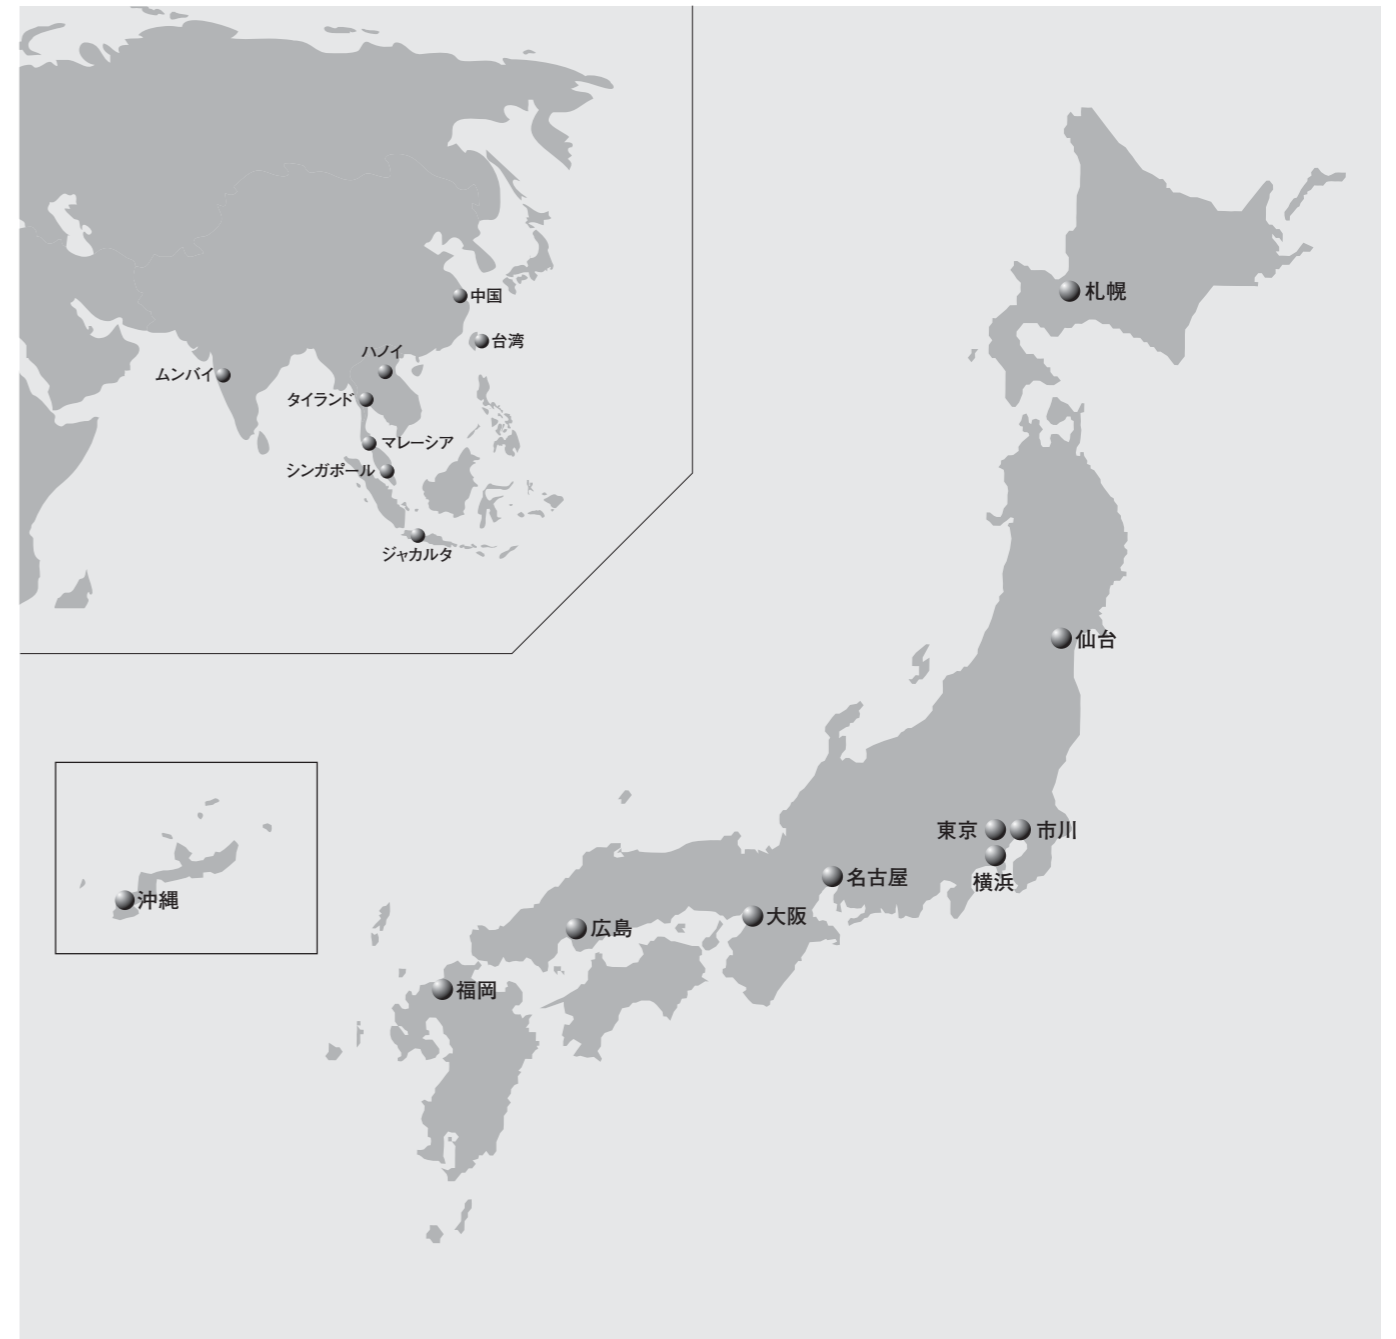 中国
台湾
ハノイ
ムンバイ
タイランド
マレーシア
シンガポール
ジャカルタ
札幌
仙台
東京
市川
横浜
名古屋
大阪
広島
福岡
沖縄